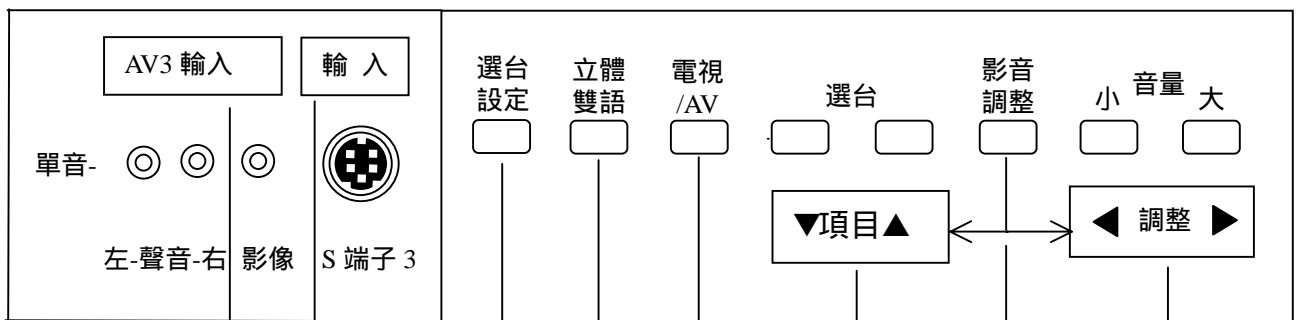 AV3 輸入
輸 入
單音-
左-聲音-右 影像
S 端子 3
選台
設定
立體
雙語
電視
/AV
選台
影音
調整
小 音量 大
▼項目▲
◀ 調整 ▶